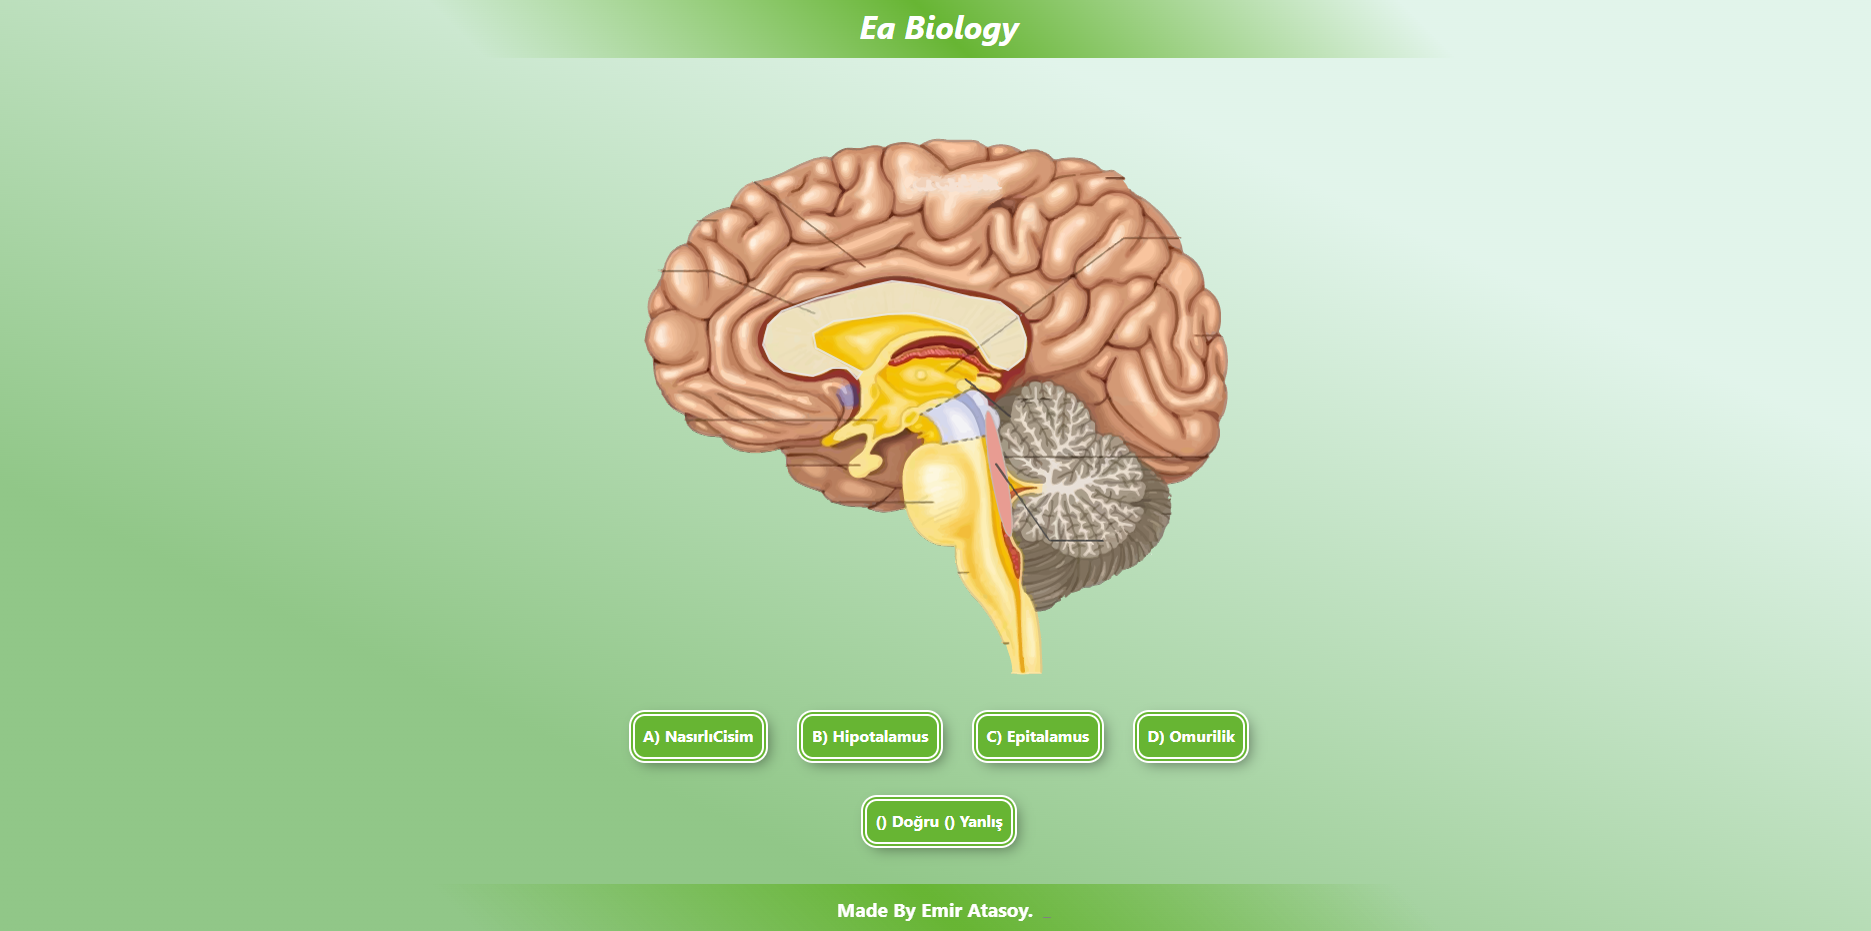 Ea Biology
A) NasırlıCisim
B) Hipotalamus
C) Epitalamus
D) Omurilik
() Doğru () Yanlış
Made By Emir Atasoy. _